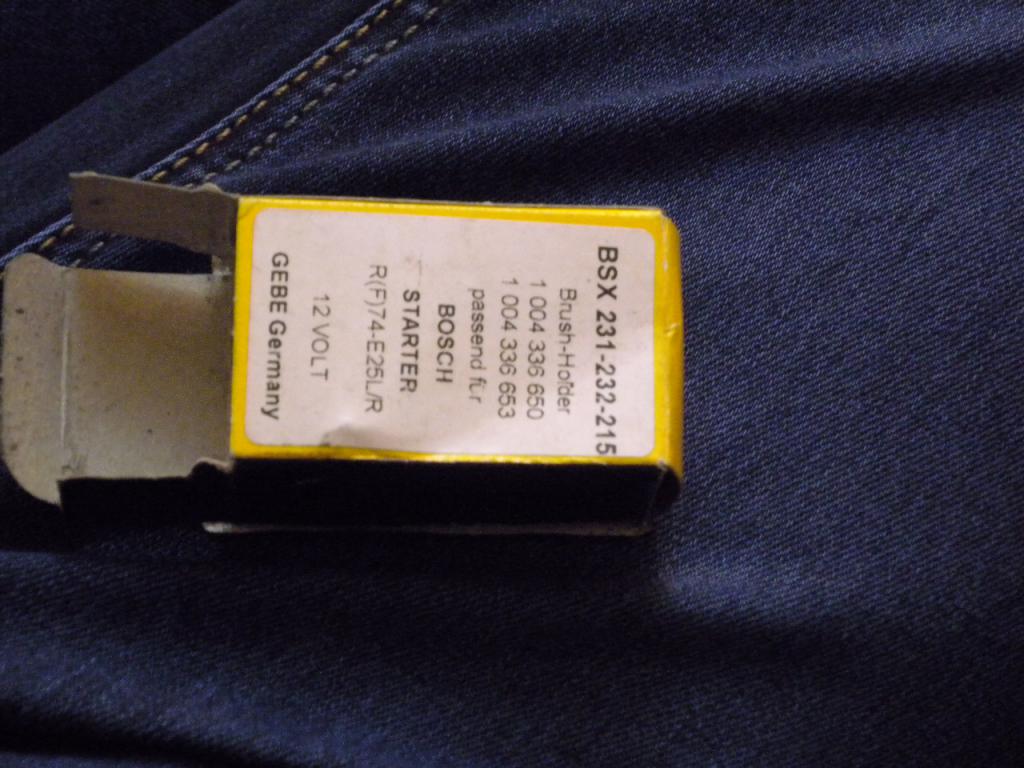 BSX 231-232-215
Brush-Holder
1 004 336 650
1 004 336 653
passend für
BOSCH
STARTER
R(F)74-E25L/R
12 VOLT
GEBE Germany